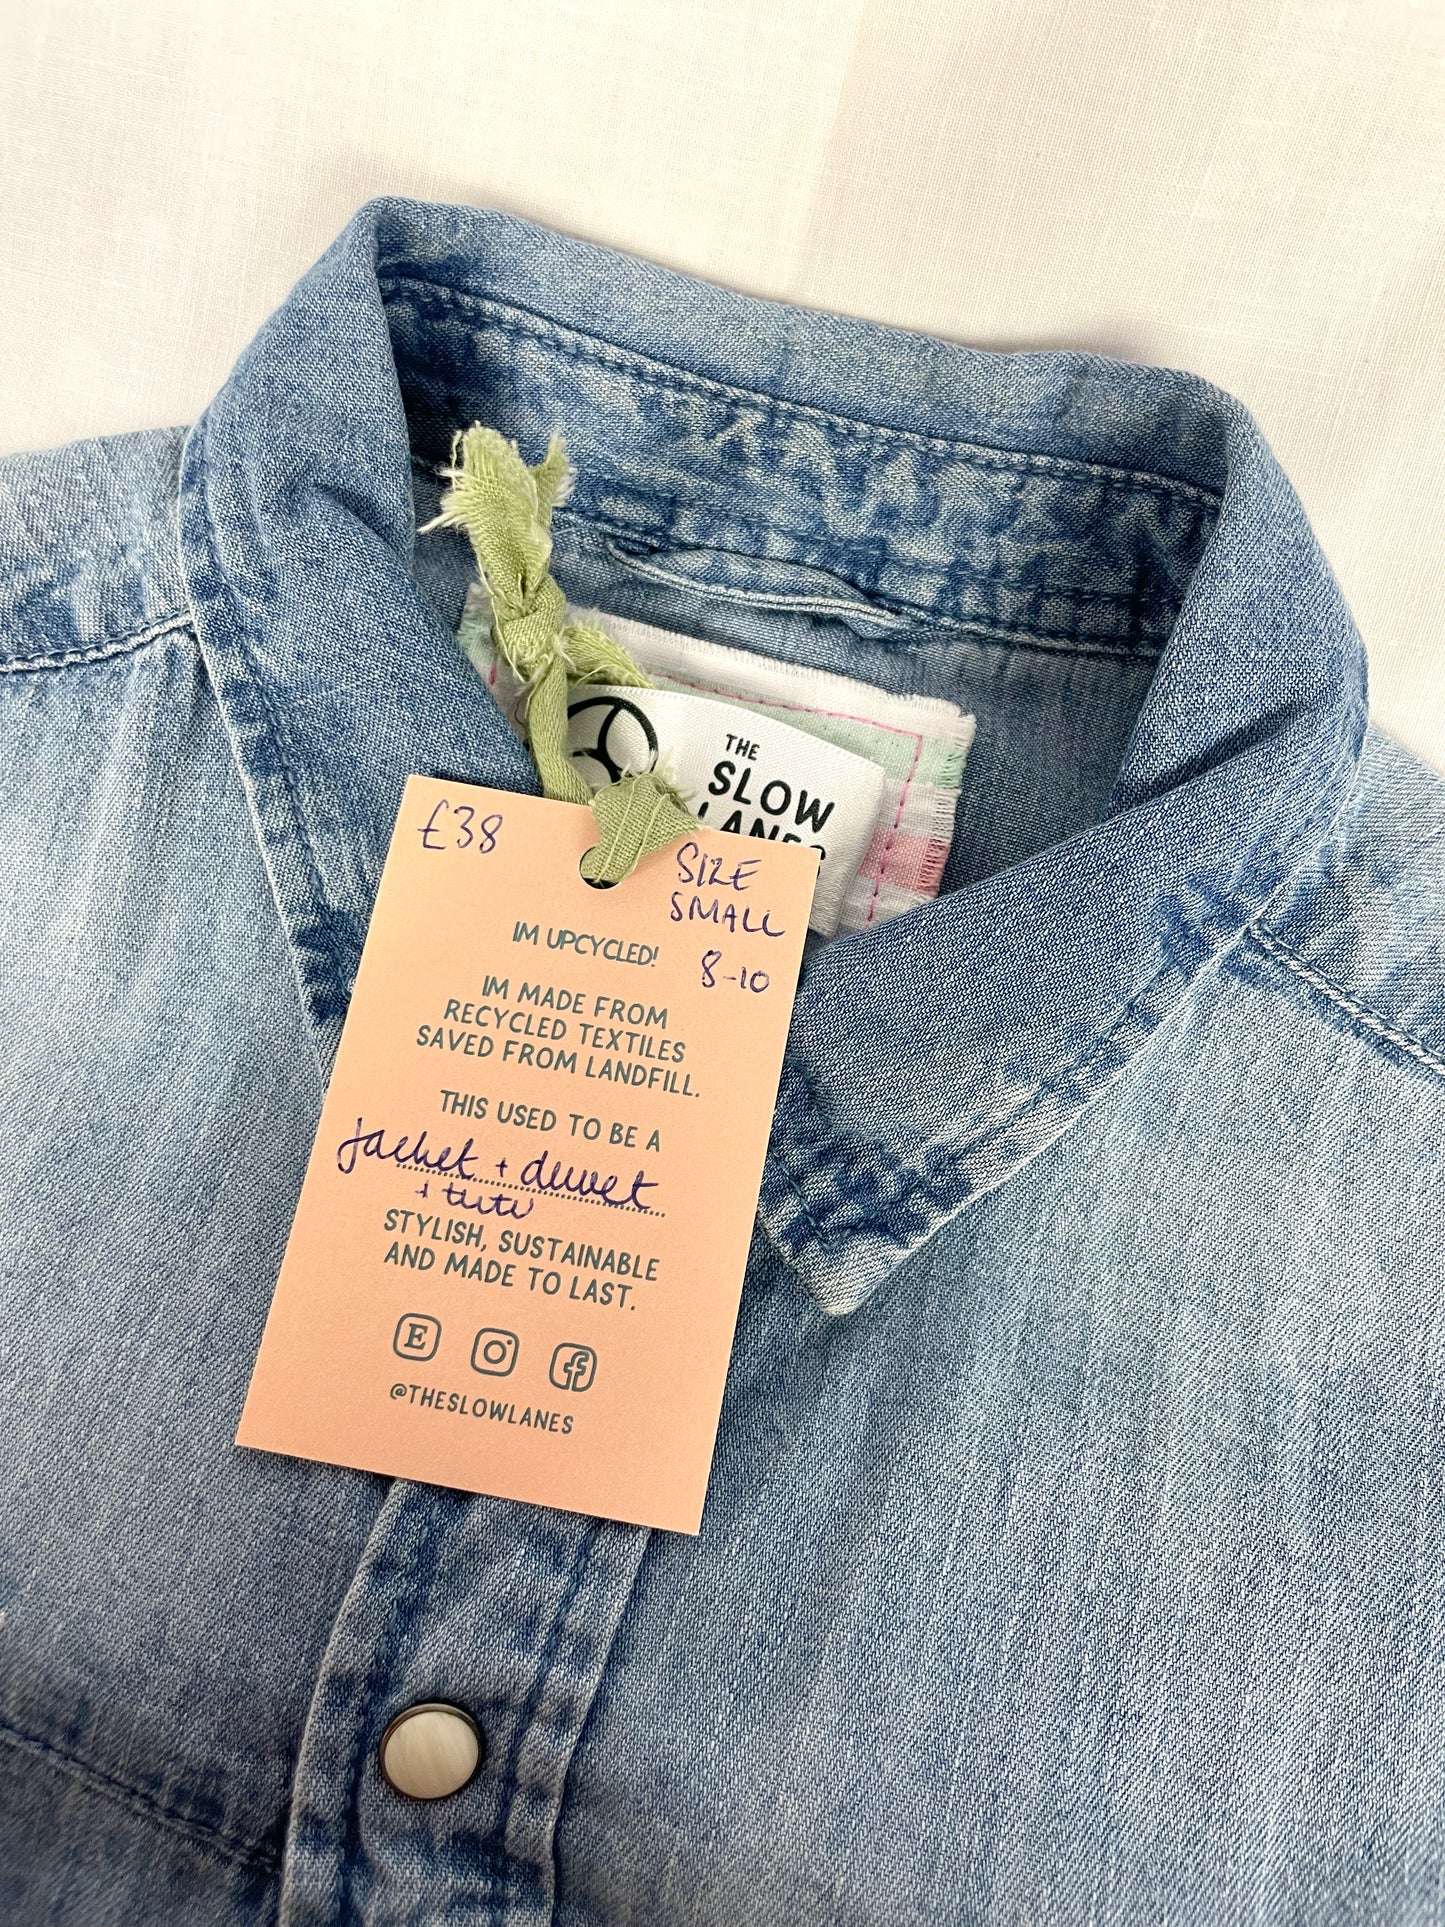 THE
SLOW
LANES
£38
SIZE
SMALL
8-10
IM UPCYCLED!
IM MADE FROM
RECYCLED TEXTILES
SAVED FROM LANDFILL.
THIS USED TO BE A
jacket + duvet
+ tutu
STYLISH, SUSTAINABLE
AND MADE TO LAST.
E
@THESLOWLANES